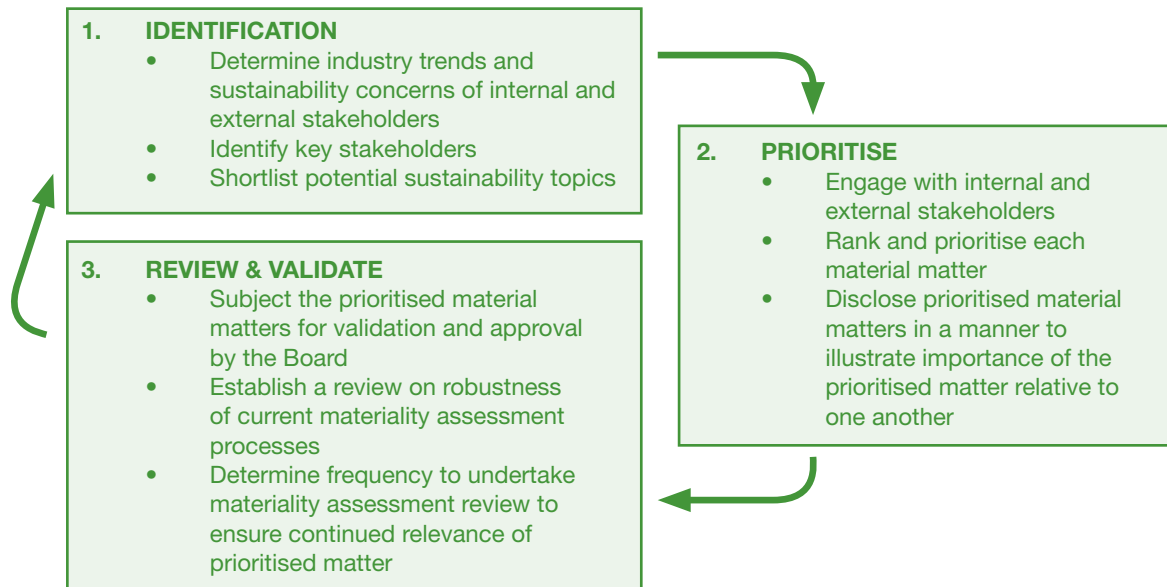 1. IDENTIFICATION
• Determine industry trends and
sustainability concerns of internal and
external stakeholders
• Identify key stakeholders
• Shortlist potential sustainability topics
2. PRIORITISE
• Engage with internal and
external stakeholders
• Rank and prioritise each
material matter
• Disclose prioritised material
matters in a manner to
illustrate importance of the
prioritised matter relative to
one another
3. REVIEW & VALIDATE
• Subject the prioritised material
matters for validation and approval
by the Board
• Establish a review on robustness
of current materiality assessment
processes
• Determine frequency to undertake
materiality assessment review to
ensure continued relevance of
prioritised matter